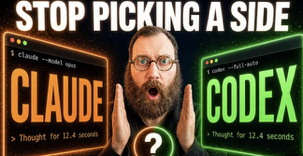 STOP PICKING A SIDE
> claude --model opus
CLAUDE
> Thought for 12.4 seconds
$ codex --full-auto
CODEX
> Thought for 12.4 seconds
?